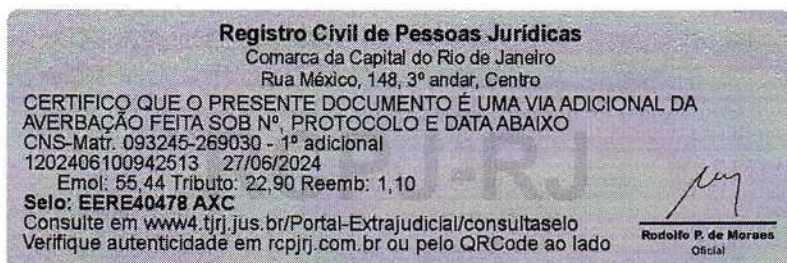 Registro Civil de Pessoas Jurídicas
Comarca da Capital do Rio de Janeiro
Rua México, 148, 3º andar, Centro
CERTIFICO QUE O PRESENTE DOCUMENTO É UMA VIA ADICIONAL DA
AVERBAÇÃO FEITA SOB Nº, PROTOCOLO E DATA ABAIXO
CNS-Matr. 093245-269030 - 1º adicional
1202406100942513 27/06/2024
Emol: 55,44 Tributo: 22,90 Reemb: 1,10
Selo: EERE40478 AXC
Consulte em www4.tjrj.jus.br/Portal-Extrajudicial/consultaselo
Verifique autenticidade em rcpjrj.com.br ou pelo QRCode ao lado
RCPJ-RJ
Rodolfo P. de Moraes
Oficial